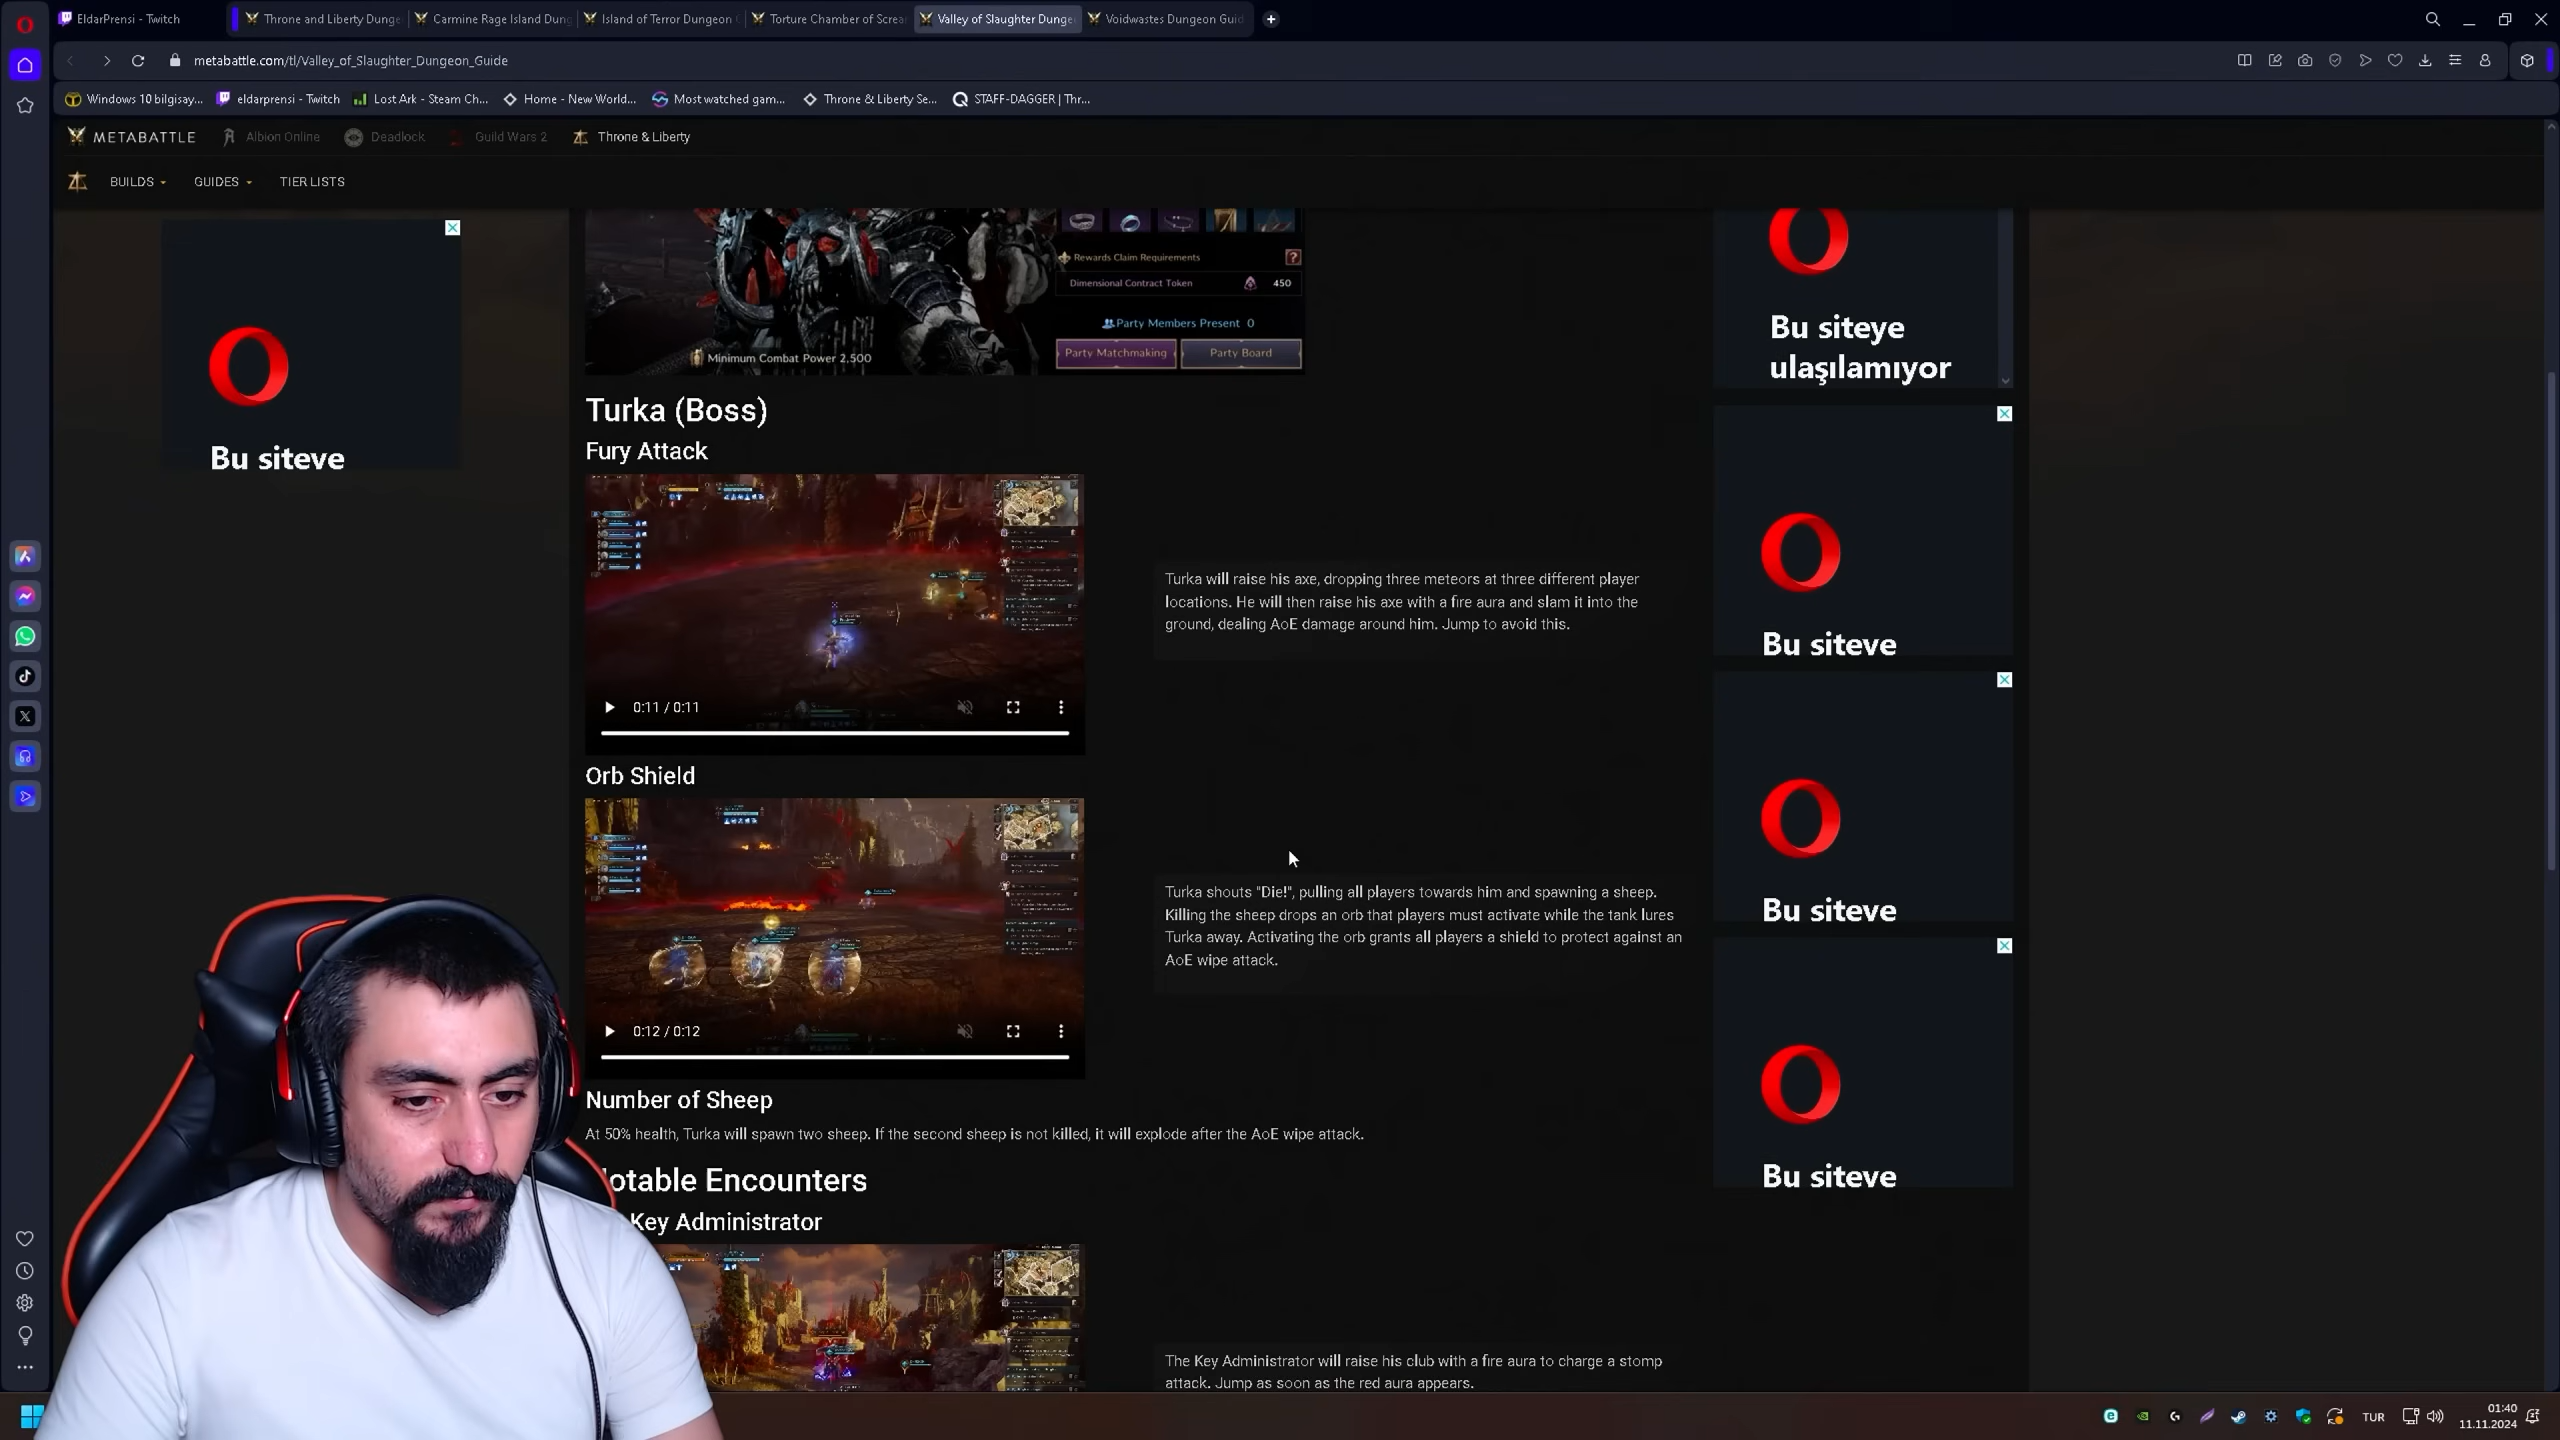 EldarPrensi - Twitch
Throne and Liberty Dunge
Carmine Rage Island Dung
Island of Terror Dungeon
Torture Chamber of Screa
Valley of Slaughter Dunge
Voidwastes Dungeon Guid
metabattle.com/tl/Valley_of_Slaughter_Dungeon_Guide
Windows 10 bilgisay...
eldarprensi - Twitch
Lost Ark - Steam Ch...
Home - New World...
Most watched gam...
Throne & Liberty Se...
STAFF-DAGGER | Thr...
METABATTLE
Albion Online
Deadlock
Guild Wars 2
Throne & Liberty
BUILDS
GUIDES
TIER LISTS
Rewards Claim Requirements
Dimensional Contract Token 450
Party Members Present 0
Party Matchmaking
Party Board
Minimum Combat Power 2,500
Bu siteye
ulaşılamıyor
Bu siteye
Turka (Boss)
Fury Attack
0:11 / 0:11
Turka will raise his axe, dropping three meteors at three different player
locations. He will then raise his axe with a fire aura and slam it into the
ground, dealing AoE damage around him. Jump to avoid this.
Bu siteye
Orb Shield
0:12 / 0:12
Turka shouts "Die!", pulling all players towards him and spawning a sheep.
Killing the sheep drops an orb that players must activate while the tank lures
Turka away. Activating the orb grants all players a shield to protect against an
AoE wipe attack.
Bu siteye
Number of Sheep
At 50% health, Turka will spawn two sheep. If the second sheep is not killed, it will explode after the AoE wipe attack.
Bu siteye
otable Encounters
Key Administrator
The Key Administrator will raise his club with a fire aura to charge a stomp
attack. Jump as soon as the red aura appears.
TUR
01:40
11.11.2024